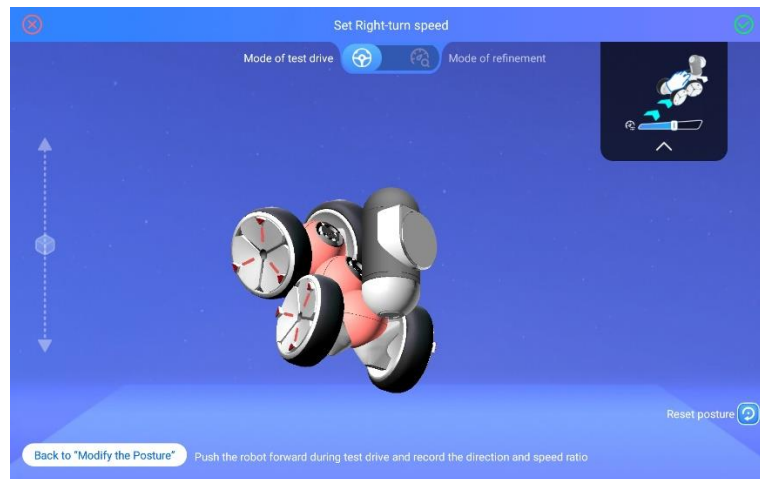 Set Right-turn speed
Mode of test drive
Mode of refinement
Reset posture
Back to “Modify the Posture”
Push the robot forward during test drive and record the direction and speed ratio